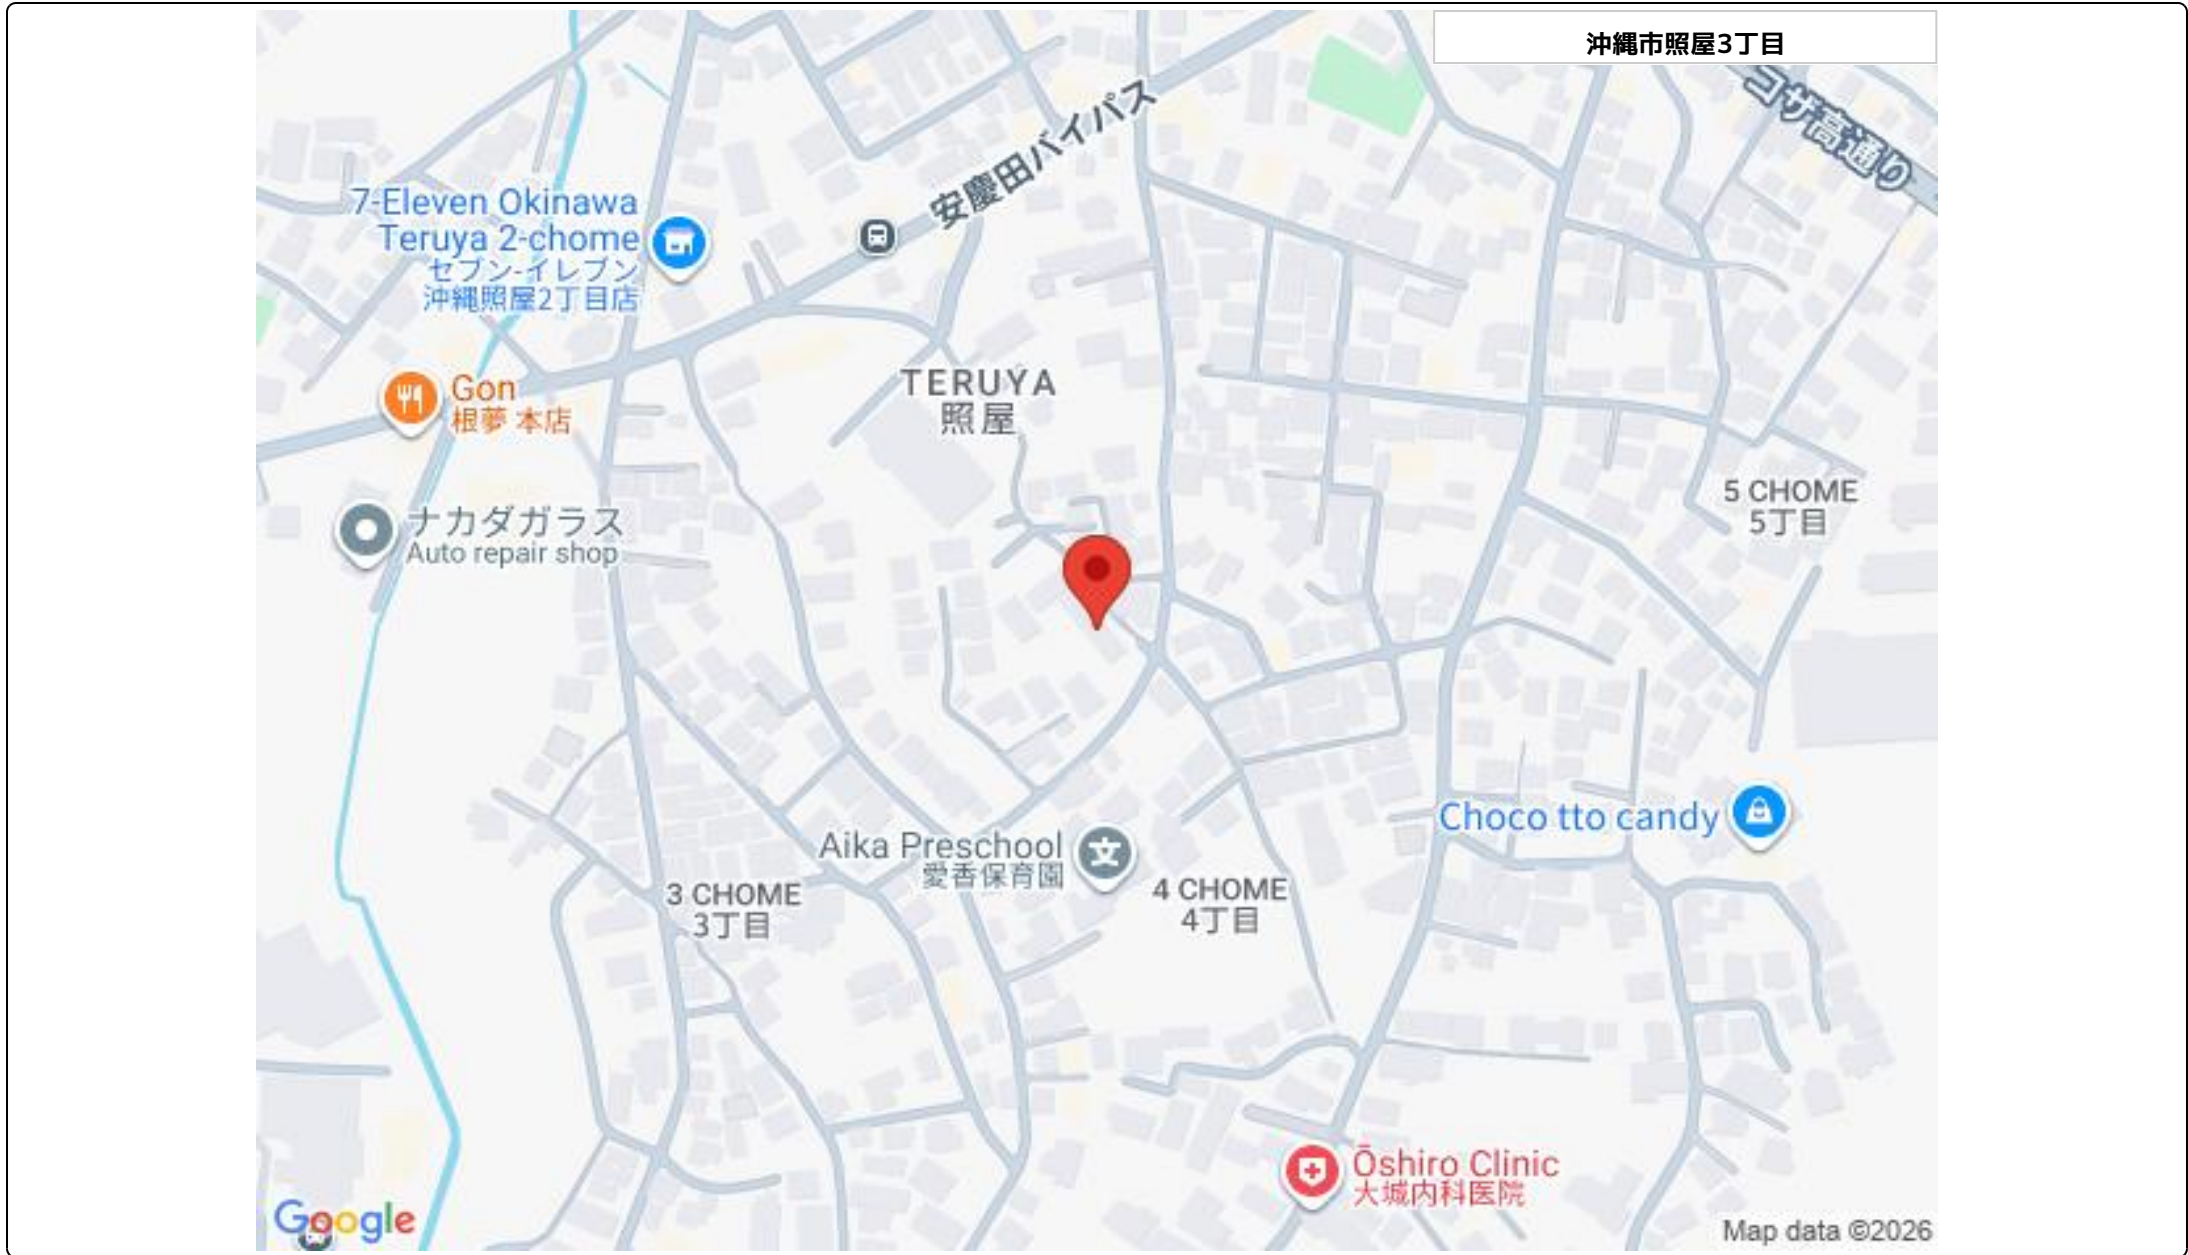 沖縄市照屋3丁目
コザ高通り
安慶田バイパス
7-Eleven Okinawa
Teruya 2-chome
セブン-イレブン
沖縄照屋2丁目店
Gon
根夢 本店
TERUYA
照屋
ナカダガラス
Auto repair shop
5 CHOME
5丁目
Choco tto candy
Aika Preschool
愛香保育園
3 CHOME
3丁目
4 CHOME
4丁目
Ōshiro Clinic
大城内科医院
Google
Map data ©2026